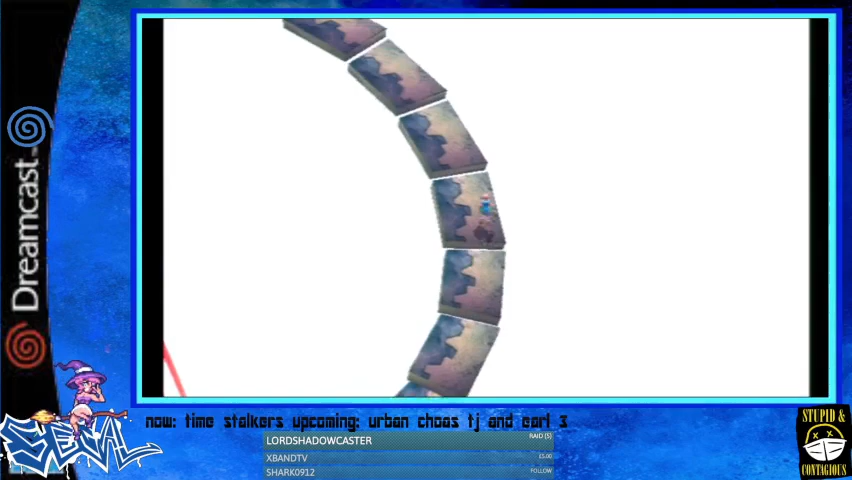 Dreamcast
now: time stalkers upcoming: urban choas tj and earl 3
LORDSHADOWCASTER RAID (5)
XBANDTV £5.00
SHARK0912 FOLLOW
STUPID &
CONTAGIOUS